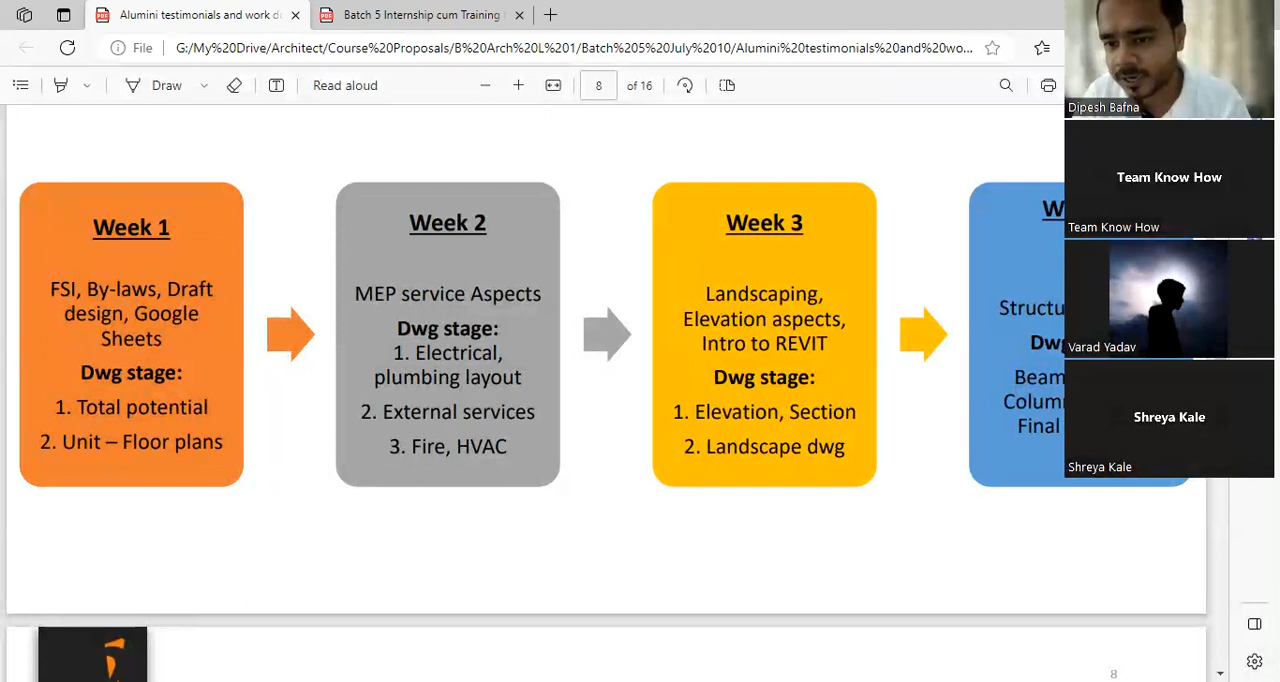 Alumini testimonials and work d
Batch 5 Internship cum Training
File
G:/My%20Drive/Architect/Course%20Proposals/B%20Arch%20L%201/Batch%205%20July%2010/Alumini%20testimonials%20and%20wo...
Draw
Read aloud
8
of 16
Dipesh Bafna
Team Know How
Team Know How
Varad Yadav
Shreya Kale
Shreya Kale
Week 1
FSI, By-laws, Draft
design, Google
Sheets
Dwg stage:
1. Total potential
2. Unit – Floor plans
Week 2
MEP service Aspects
Dwg stage:
1. Electrical,
plumbing layout
2. External services
3. Fire, HVAC
Week 3
Landscaping,
Elevation aspects,
Intro to REVIT
Dwg stage:
1. Elevation, Section
2. Landscape dwg
W
Structu
Dw
Beam
Colum
Final
8